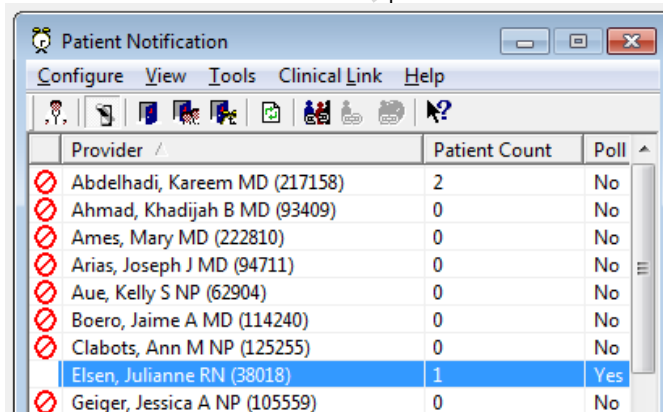 Patient Notification
Configure View Tools Clinical Link Help
Provider Patient Count Poll
Abdelhadi, Kareem MD (217158) 2 No
Ahmad, Khadijah B MD (93409) 0 No
Ames, Mary MD (222810) 0 No
Arias, Joseph J MD (94711) 0 No
Aue, Kelly S NP (62904) 0 No
Boero, Jaime A MD (114240) 0 No
Clabots, Ann M NP (125255) 0 No
Elsen, Julianne RN (38018) 1 Yes
Geiger, Jessica A NP (105559) 0 No